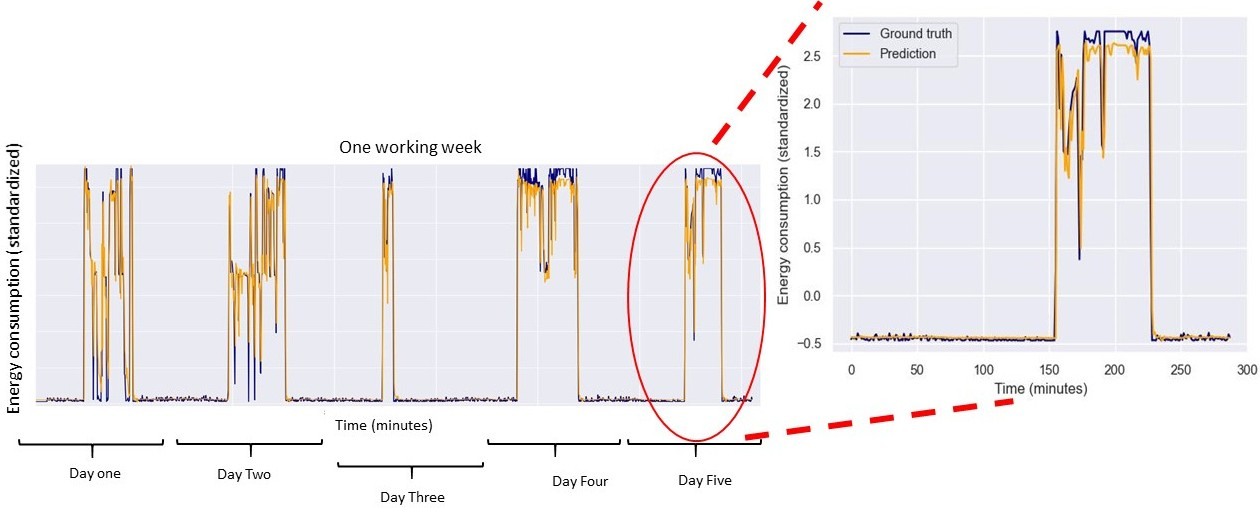 One working week
Energy consumption ( standardized)
Time (minutes)
Day one
Day Two
Day Three
Day Four
Day Five
Ground truth
Prediction
Energy consumption (standardized)
2.5
2.0
1.5
1.0
0.5
0.0
−0.5
0 50 100 150 200 250 300
Time (minutes)